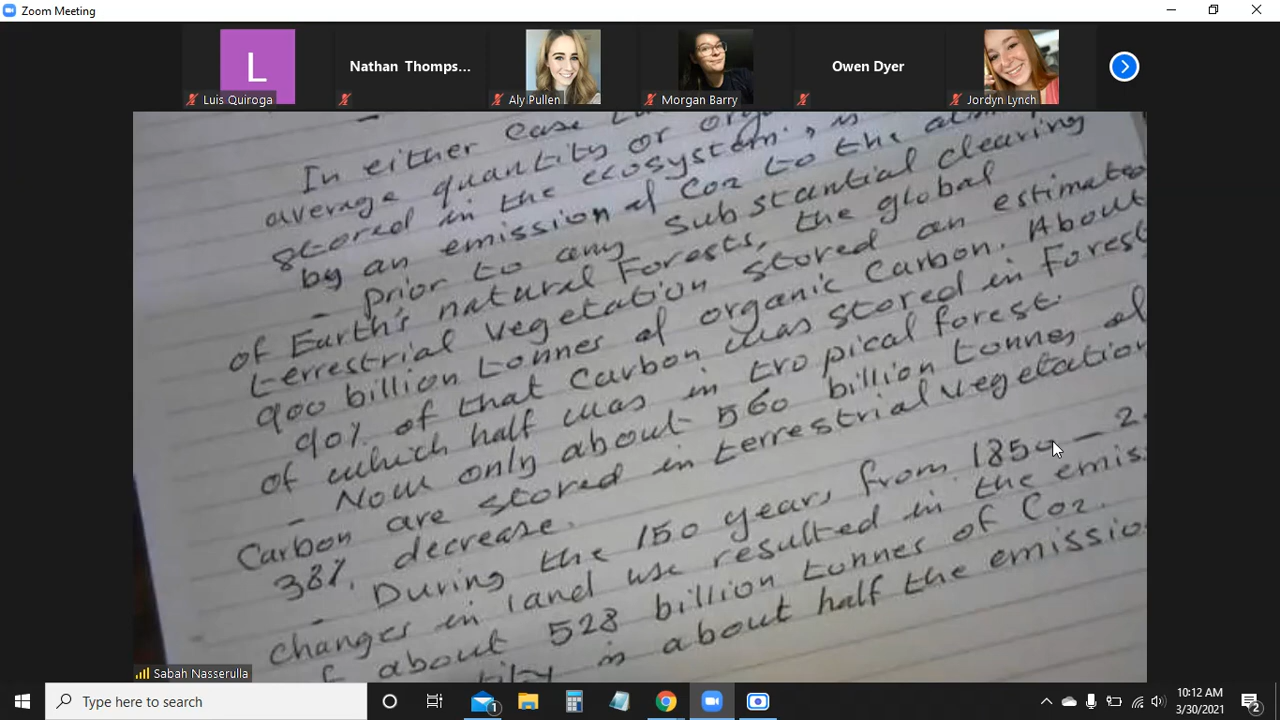 Zoom Meeting
L
Luis Quiroga
Nathan Thomps...
Aly Pullen
Morgan Barry
Owen Dyer
Jordyn Lynch
In either case
average quantity or
stored in the ecosystem, is
by an emission of CO2 to the
- Prior to any substantial clearing
of Earth's natural Forests, the global
terrestrial vegetation stored an estimated
900 billion tonnes of organic Carbon. About
90% of that Carbon was stored in Forest
of which half was in tropical forest.
- Now only about 560 billion tonnes of
Carbon are stored in terrestrial vegetation
38% decrease.
- During the 150 years from 1850 - 2
changes in land use resulted in the emis
about 528 billion tonnes of CO2.
is about half the emissio
Sabah Nasserulla
Type here to search
1
10:12 AM
3/30/2021
2